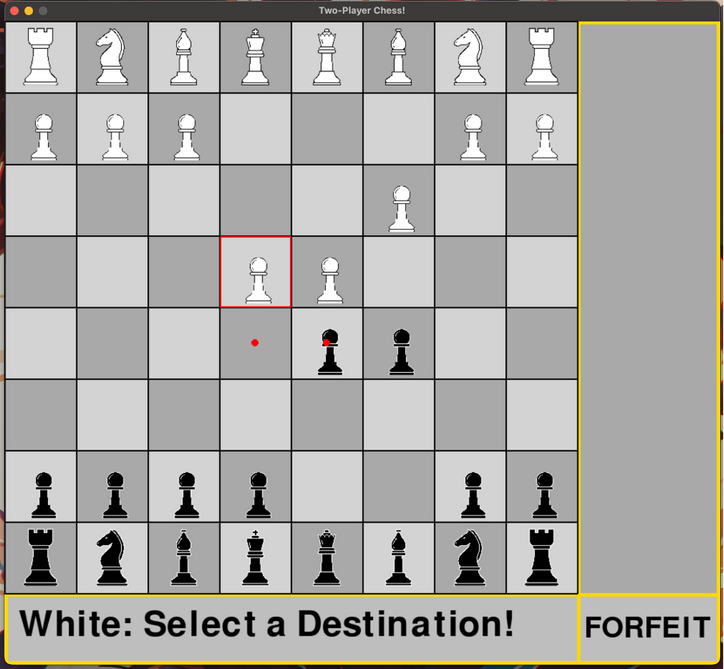 Two-Player Chess!
White: Select a Destination!
FORFEIT